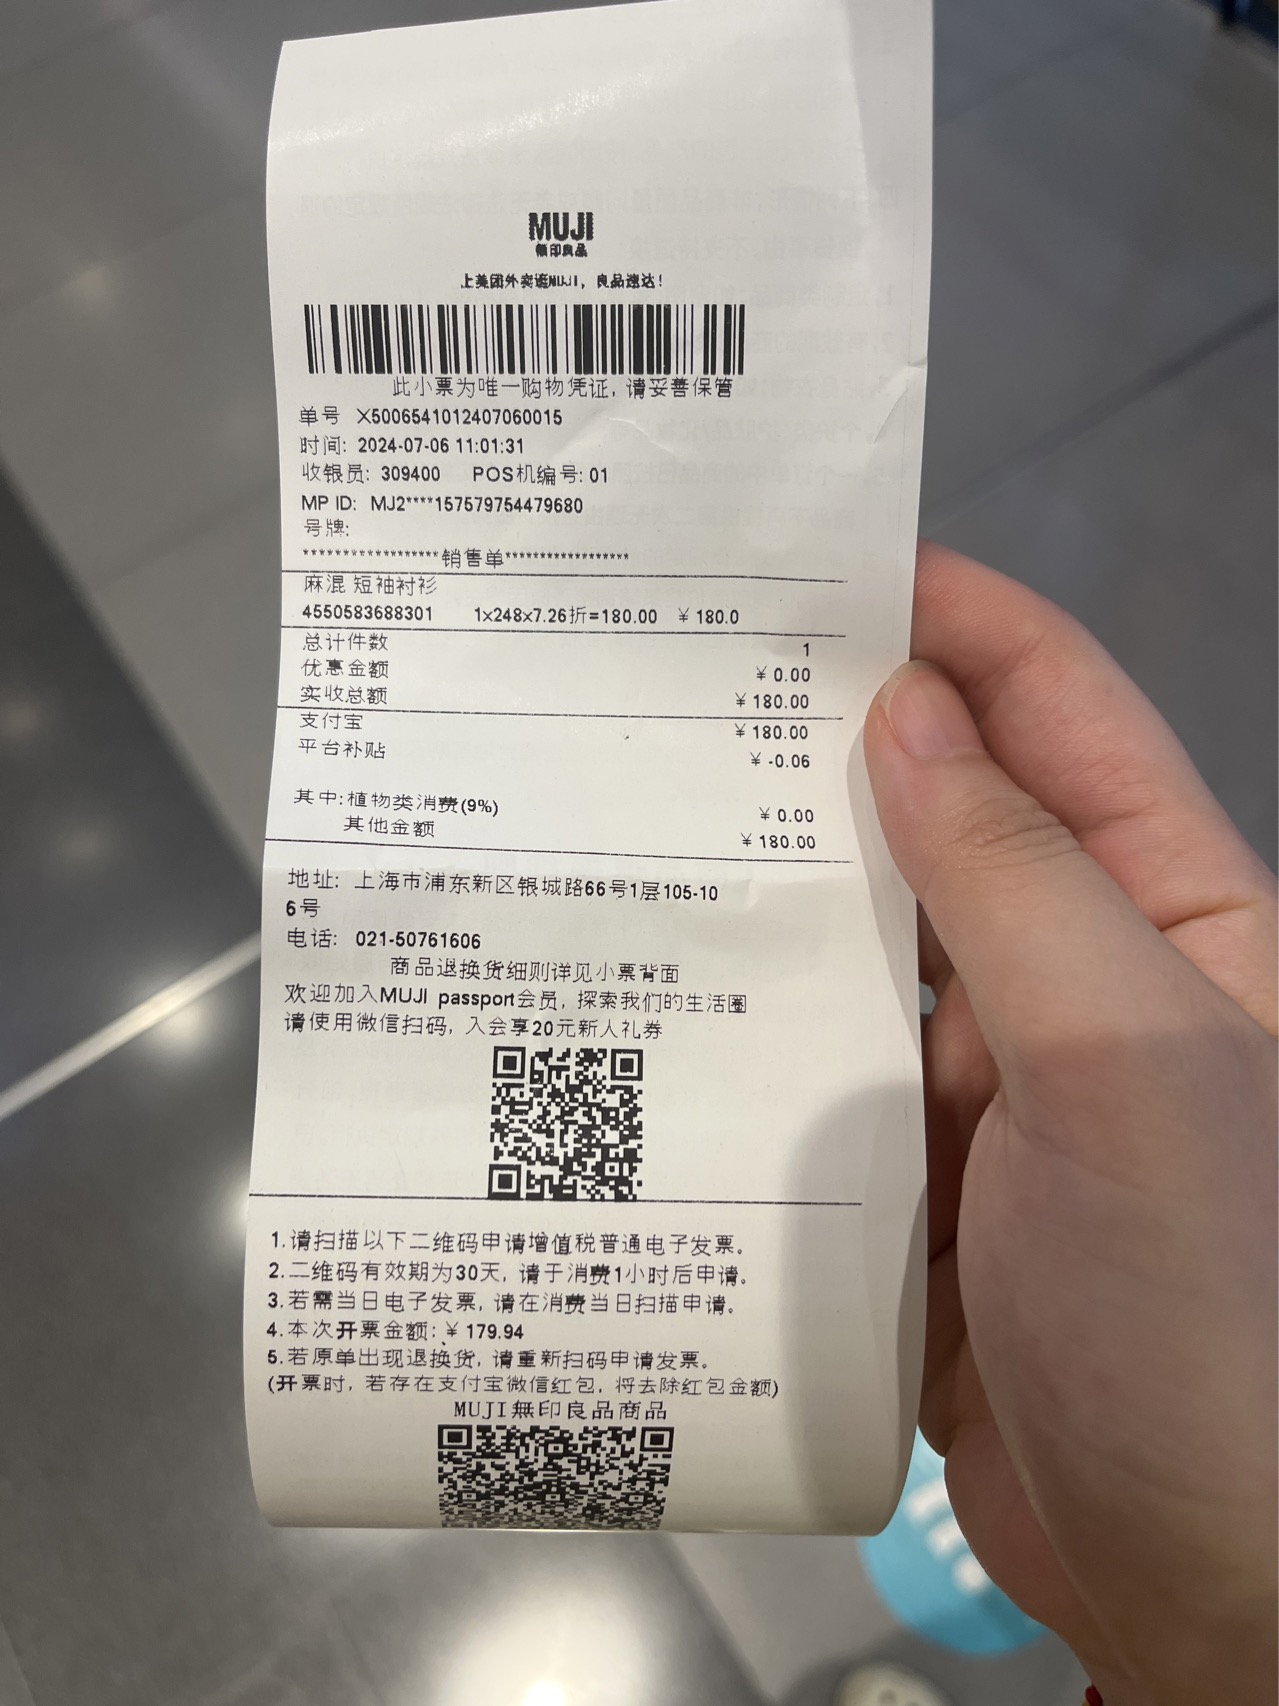 MUJI
無印良品
上美团外卖逛MUJI，良品速达！
此小票为唯一购物凭证，请妥善保管
单号 X5006541012407060015
时间: 2024-07-06 11:01:31
收银员: 309400 POS机编号: 01
MP ID: MJ2****157579754479680
号牌:
*****************销售单*****************
麻混 短袖衬衫
4550583688301 1x248x7.26折=180.00 ¥ 180.0
总计件数 1
优惠金额 ¥ 0.00
实收总额 ¥ 180.00
支付宝 ¥ 180.00
平台补贴 ¥ -0.06
其中:植物类消费(9%) ¥ 0.00
其他金额 ¥ 180.00
地址: 上海市浦东新区银城路66号1层105-10
6号
电话: 021-50761606
商品退换货细则详见小票背面
欢迎加入MUJI passport会员, 探索我们的生活圈
请使用微信扫码, 入会享20元新人礼券
1.请扫描以下二维码申请增值税普通电子发票。
2.二维码有效期为30天, 请于消费1小时后申请。
3.若需当日电子发票, 请在消费当日扫描申请。
4.本次开票金额: ¥ 179.94
5.若原单出现退换货, 请重新扫码申请发票。
(开票时, 若存在支付宝微信红包, 将去除红包金额)
MUJI無印良品商品